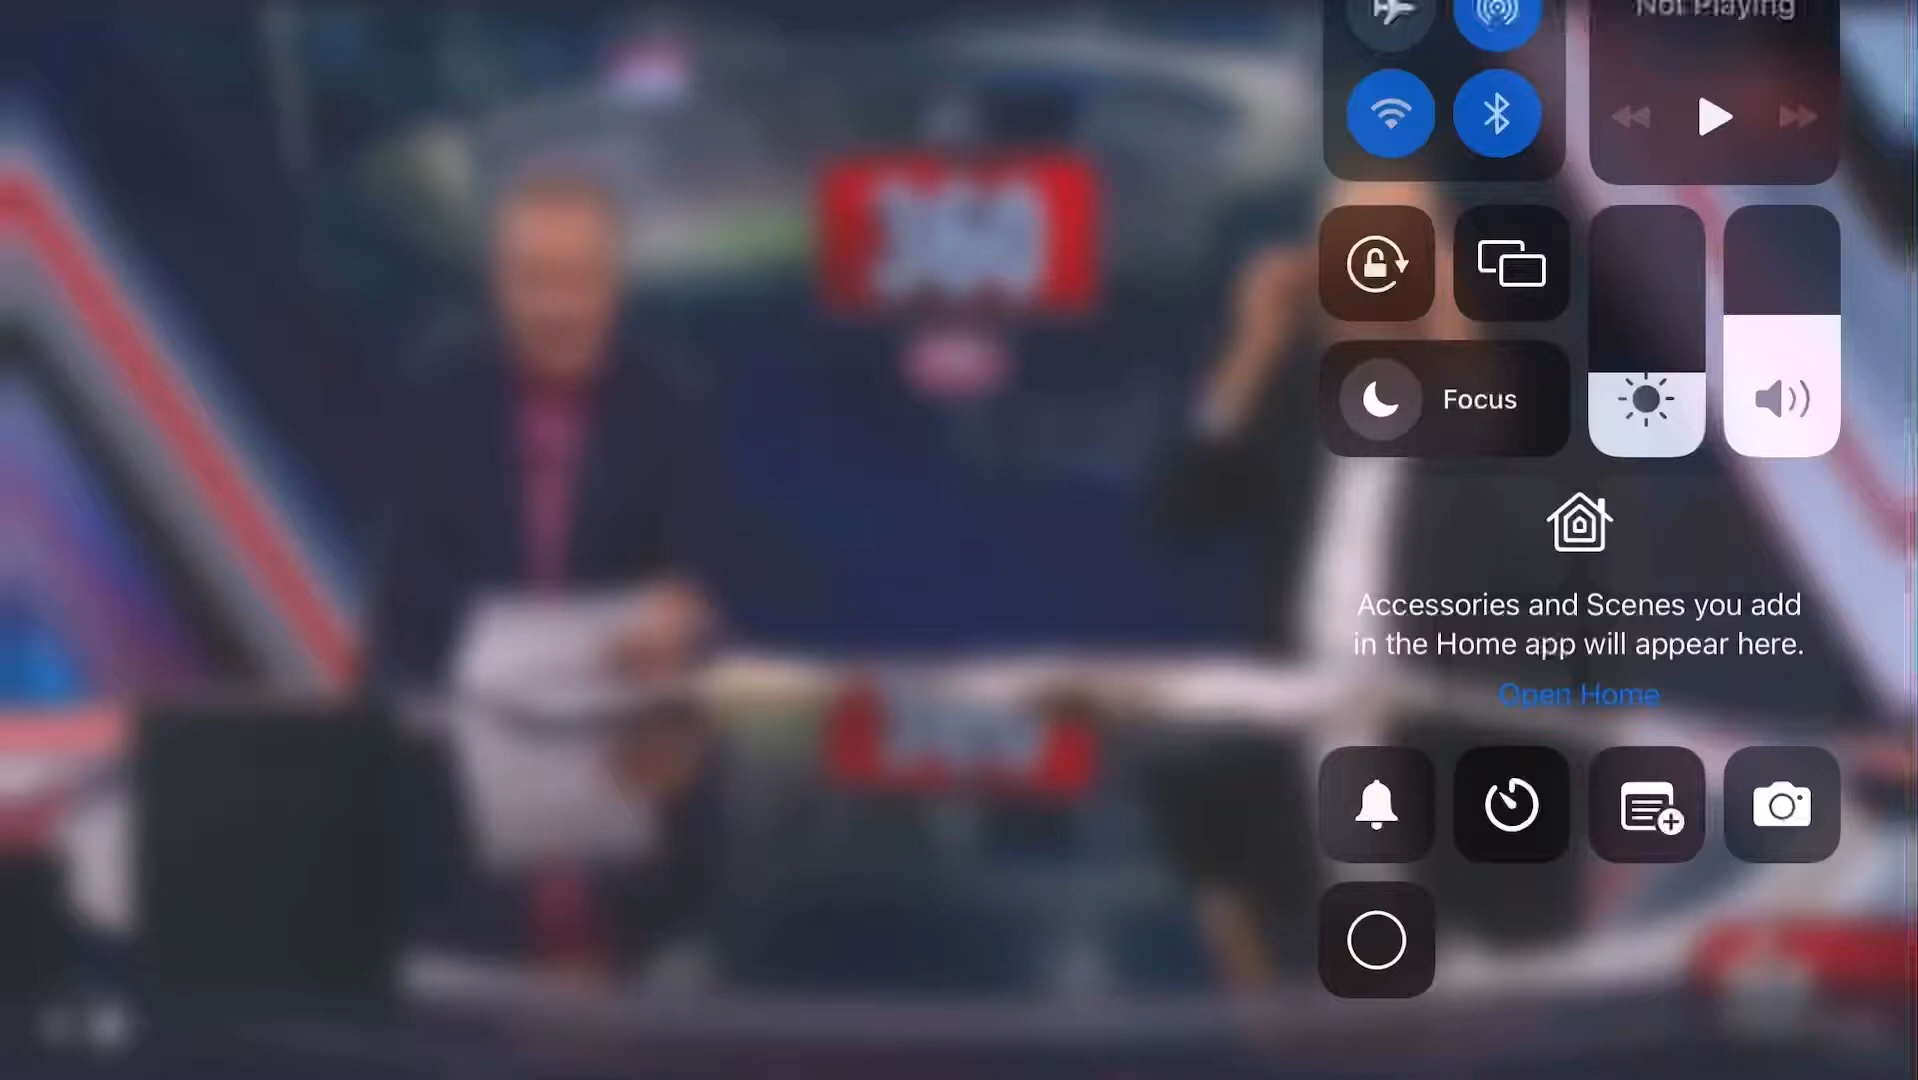 Not Playing
Focus
Accessories and Scenes you add
in the Home app will appear here.
Open Home